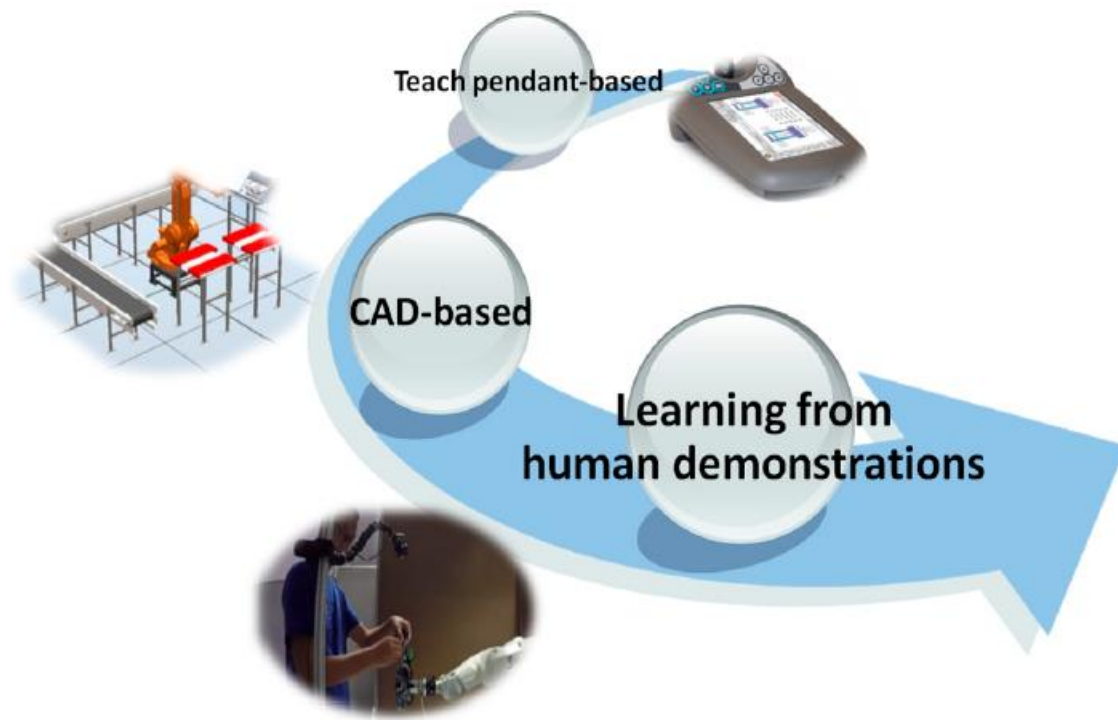 Teach pendant-based
CAD-based
Learning from
human demonstrations